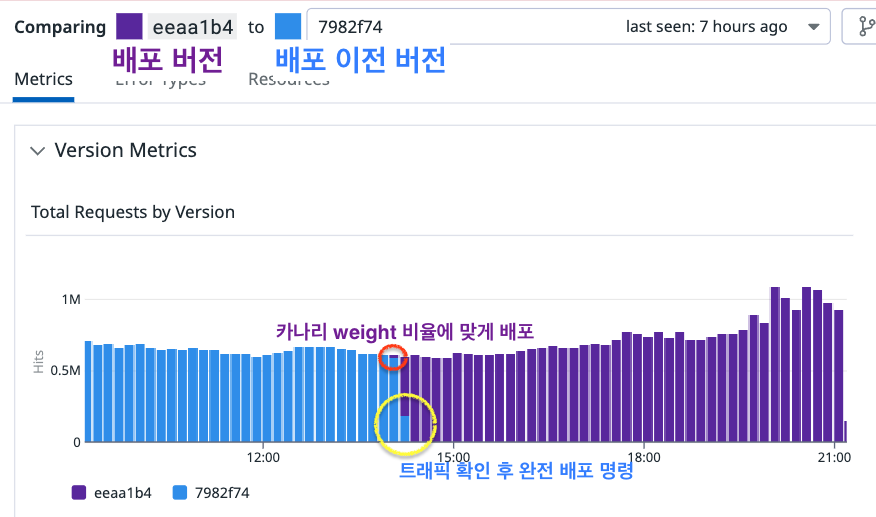 Comparing eeaa1b4 to 7982f74 last seen: 7 hours ago
배포 버전 배포 이전 버전
Metrics Error Types Resources
Version Metrics
Total Requests by Version
1M
카나리 weight 비율에 맞게 배포
Hits
0.5M
0
12:00 15:00 18:00 21:00
트래픽 확인 후 완전 배포 명령
eeaa1b4 7982f74